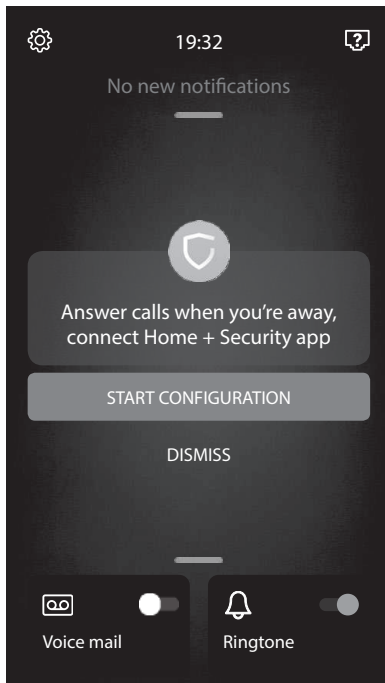 19:32
No new notifications
Answer calls when you're away,
connect Home + Security app
START CONFIGURATION
DISMISS
Voice mail
Ringtone